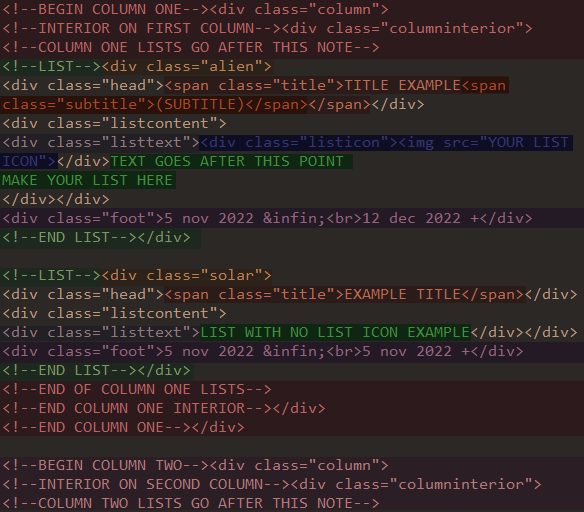 <!--BEGIN COLUMN ONE--><div class="column">
<!--INTERIOR ON FIRST COLUMN--><div class="columninterior">
<!--COLUMN ONE LISTS GO AFTER THIS NOTE-->
<!--LIST--><div class="alien">
<div class="head"><span class="title">TITLE EXAMPLE<span
class="subtitle">(SUBTITLE)</span></span></div>
<div class="listcontent">
<div class="listtext"><div class="listicon"><img src="YOUR LIST
ICON"></div>TEXT GOES AFTER THIS POINT
MAKE YOUR LIST HERE
</div></div>
<div class="foot">5 nov 2022 &infin;<br>12 dec 2022 +</div>
<!--END LIST--></div>

<!--LIST--><div class="solar">
<div class="head"><span class="title">EXAMPLE TITLE</span></div>
<div class="listcontent">
<div class="listtext">LIST WITH NO LIST ICON EXAMPLE</div></div>
<div class="foot">5 nov 2022 &infin;<br>5 nov 2022 +</div>
<!--END LIST--></div>
<!--END OF COLUMN ONE LISTS-->
<!--END COLUMN ONE INTERIOR--></div>
<!--END COLUMN ONE--></div>

<!--BEGIN COLUMN TWO--><div class="column">
<!--INTERIOR ON SECOND COLUMN--><div class="columninterior">
<!--COLUMN TWO LISTS GO AFTER THIS NOTE-->